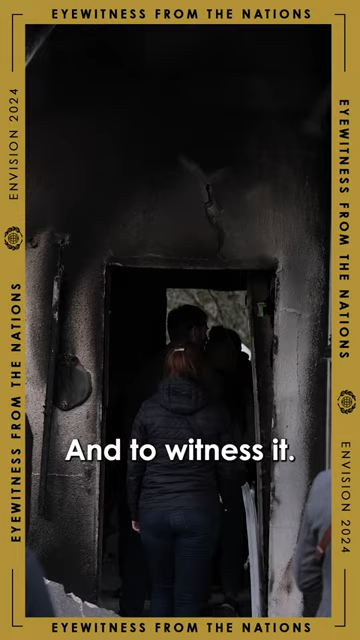 EYEWITNESS FROM THE NATIONS
ENVISION 2024
EYEWITNESS FROM THE NATIONS
EYEWITNESS FROM THE NATIONS
ENVISION 2024
And to witness it.
EYEWITNESS FROM THE NATIONS